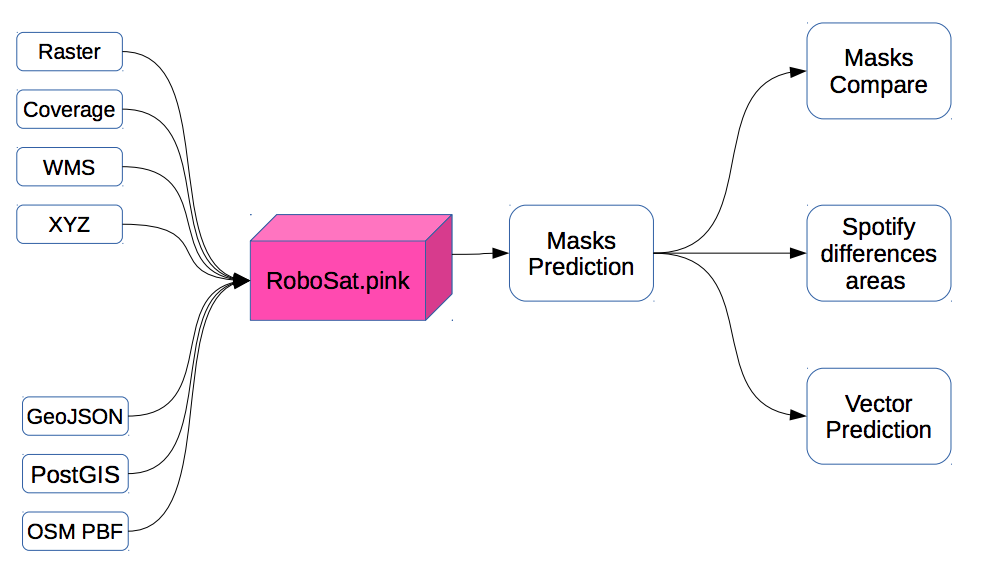 Raster
Coverage
WMS
XYZ
GeoJSON
PostGIS
OSM PBF
RoboSat.pink
Masks
Prediction
Masks
Compare
Spotify
differences
areas
Vector
Prediction